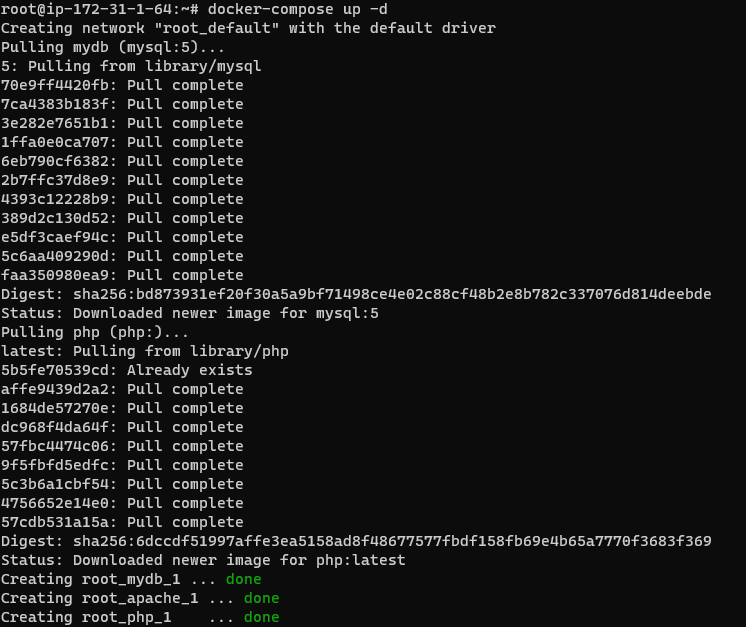 root@ip-172-31-1-64:~# docker-compose up -d
Creating network "root_default" with the default driver
Pulling mydb (mysql:5)...
5: Pulling from library/mysql
70e9ff4420fb: Pull complete
7ca4383b183f: Pull complete
3e282e7651b1: Pull complete
1ffa0e0ca707: Pull complete
6eb790cf6382: Pull complete
2b7ffc37d8e9: Pull complete
4393c12228b9: Pull complete
389d2c130d52: Pull complete
e5df3caef94c: Pull complete
5c6aa409290d: Pull complete
faa350980ea9: Pull complete
Digest: sha256:bd873931ef20f30a5a9bf71498ce4e02c88cf48b2e8b782c337076d814deebde
Status: Downloaded newer image for mysql:5
Pulling php (php:)...
latest: Pulling from library/php
5b5fe70539cd: Already exists
affe9439d2a2: Pull complete
1684de57270e: Pull complete
dc968f4da64f: Pull complete
57fbc4474c06: Pull complete
9f5fbfd5edfc: Pull complete
5c3b6a1cbf54: Pull complete
4756652e14e0: Pull complete
57cdb531a15a: Pull complete
Digest: sha256:6dccdf51997affe3ea5158ad8f48677577fbdf158fb69e4b65a7770f3683f369
Status: Downloaded newer image for php:latest
Creating root_mydb_1 ... done
Creating root_apache_1 ... done
Creating root_php_1    ... done